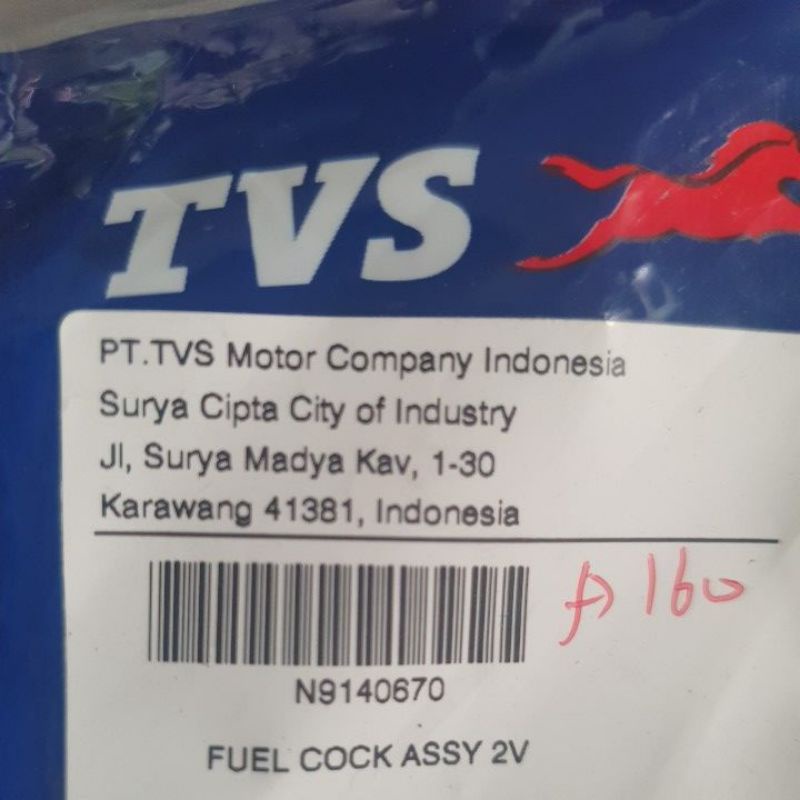 TVS
PT.TVS Motor Company Indonesia
Surya Cipta City of Industry
Jl, Surya Madya Kav, 1-30
Karawang 41381, Indonesia
160
N9140670
FUEL COCK ASSY 2V